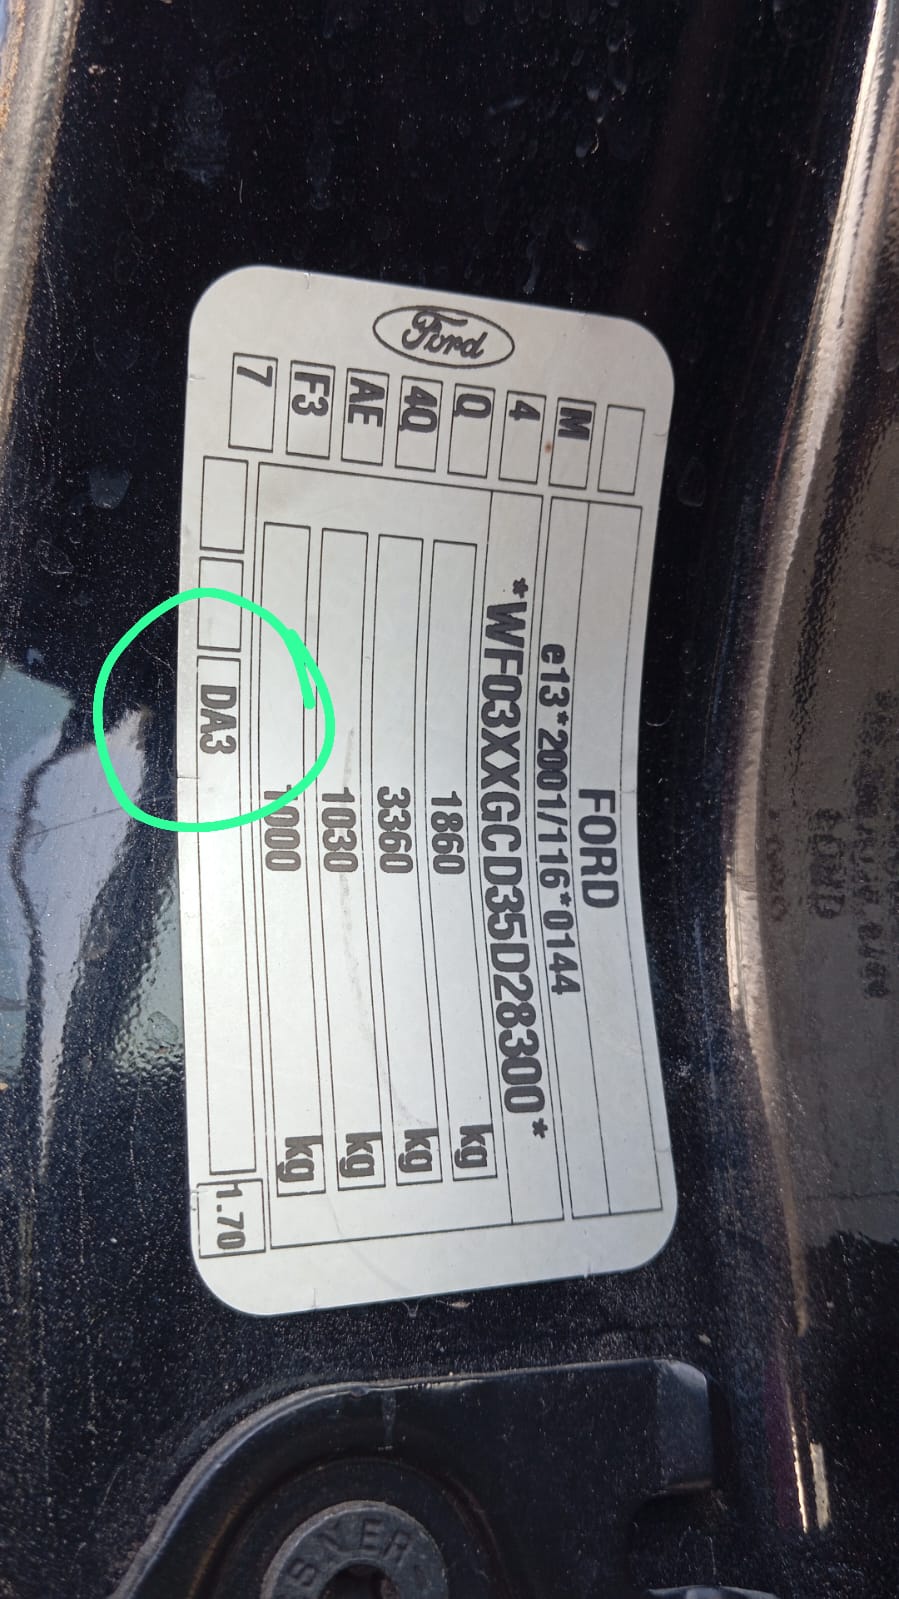 Ford
FORD
M
e13*2001/116*0144
4
*WF03XXGCD35D28300*
Q
1860 kg
4Q
3360 kg
AE
1030 kg
F3
1000 kg
7
DA3
1.70